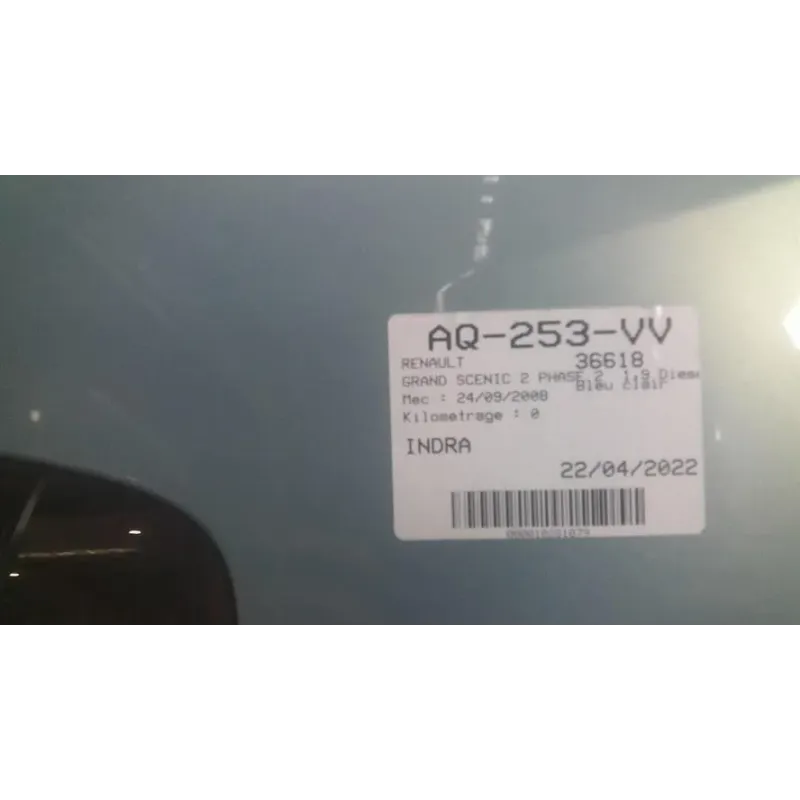 AQ-253-VV
RENAULT 36618
GRAND SCENIC 2 PHASE 2 1.9 Diese
Bleu clair
Mec : 24/09/2008
Kilometrage : 0
INDRA
22/04/2022